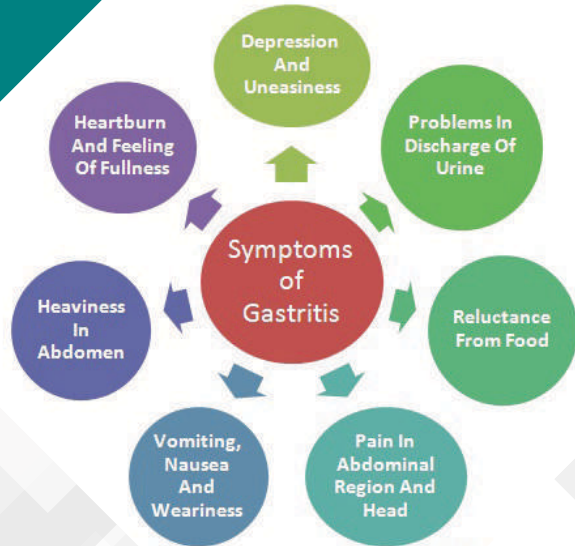 Depression
And
Uneasiness
Problems In
Discharge Of
Urine
Reluctance
From Food
Pain In
Abdominal
Region And
Head
Vomiting,
Nausea
And
Weariness
Heaviness
In
Abdomen
Heartburn
And Feeling
Of Fullness
Symptoms
of
Gastritis